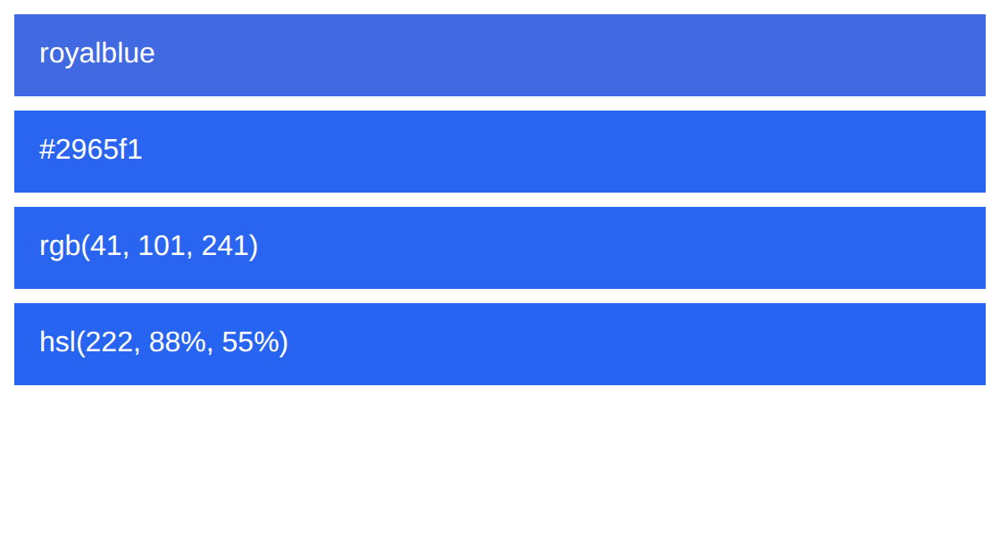 royalblue
#2965f1
rgb(41, 101, 241)
hsl(222, 88%, 55%)